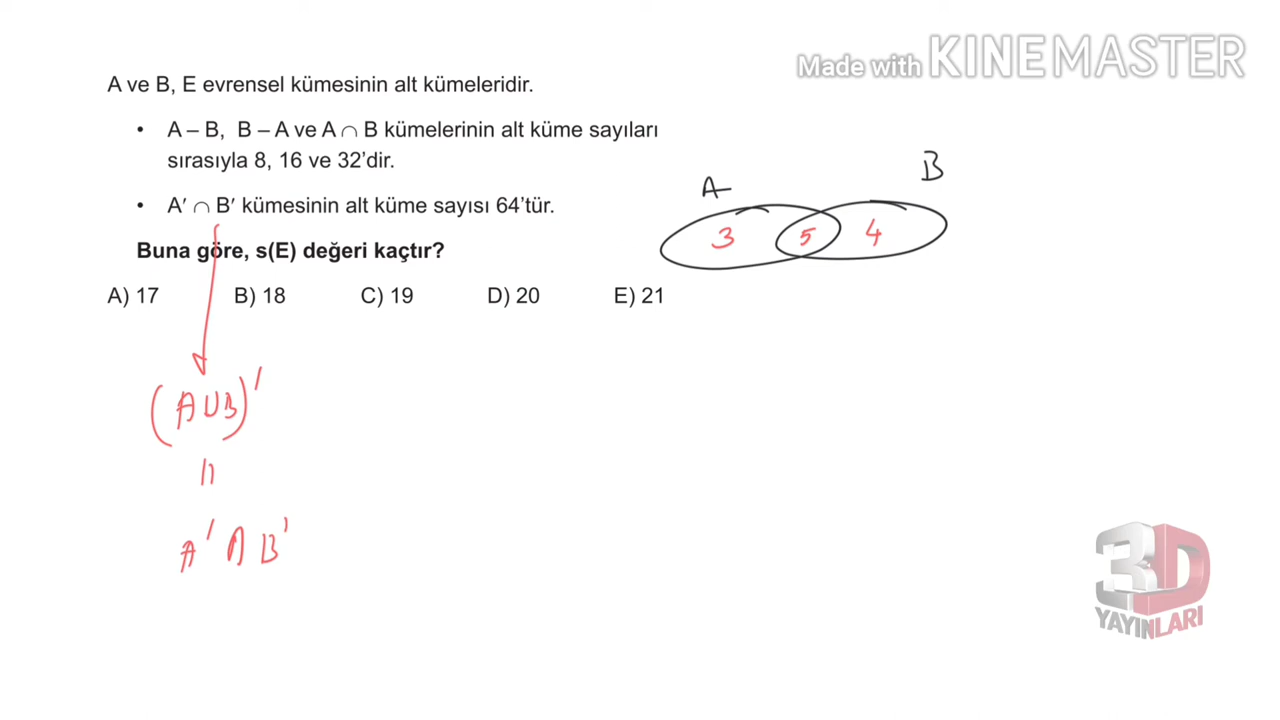 Made with KINEMASTER
A ve B, E evrensel kümesinin alt kümeleridir.
• A – B, B – A ve A ∩ B kümelerinin alt küme sayıları
sırasıyla 8, 16 ve 32'dir.
• A′ ∩ B′ kümesinin alt küme sayısı 64'tür.
Buna göre, s(E) değeri kaçtır?
A) 17 B) 18 C) 19 D) 20 E) 21
A B
3 5 4
(A∪B)′
=
A′ ∩ B′
3D
YAYINLARI